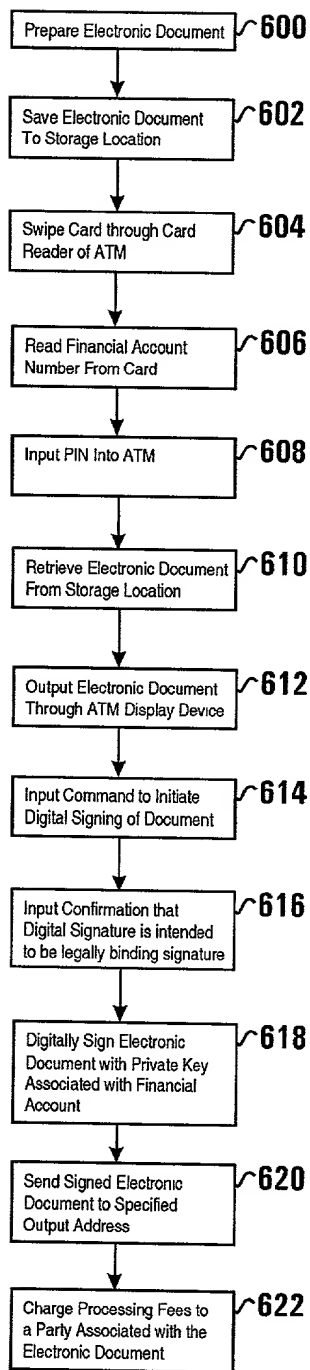 Prepare Electronic Document
600
Save Electronic Document
To Storage Location
602
Swipe Card through Card
Reader of ATM
604
Read Financial Account
Number From Card
606
Input PIN Into ATM
608
Retrieve Electronic Document
From Storage Location
610
Output Electronic Document
Through ATM Display Device
612
Input Command to Initiate
Digital Signing of Document
614
Input Confirmation that
Digital Signature is intended
to be legally binding signature
616
Digitally Sign Electronic
Document with Private Key
Associated with Financial
Account
618
Send Signed Electronic
Document to Specified
Output Address
620
Charge Processing Fees to
a Party Associated with the
Electronic Document
622